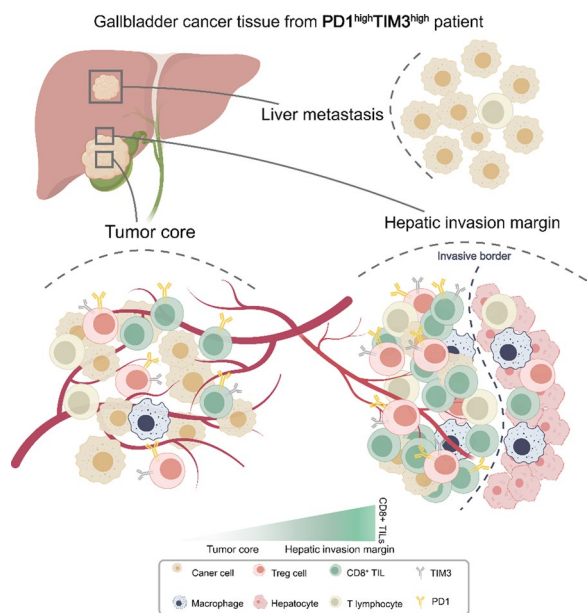 Gallbladder cancer tissue from PD1highTIM3high patient
Liver metastasis
Tumor core
Hepatic invasion margin
Invasive border
CD8+ TILs
Tumor core Hepatic invasion margin
Caner cell Treg cell CD8+ TIL TIM3
Macrophage Hepatocyte T lymphocyte PD1